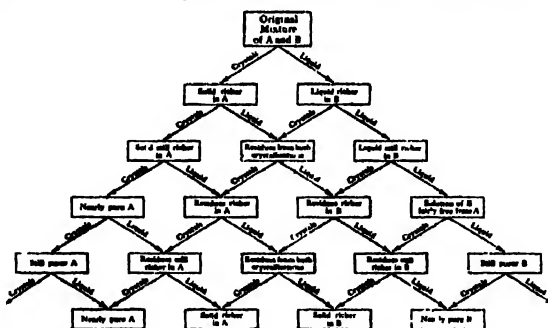 Original
Mixture
of A and B
Crystals
Liquid
Solid richer
in A
Liquid richer
in B
Crystals
Liquid
Crystals
Liquid
Solid still richer
in A
Residues from both
crystallizations
Liquid still richer
in B
Crystals
Liquid
Crystals
Liquid
Crystals
Liquid
Nearly pure A
Residues richer
in A
Residues richer
in B
Solution of B
fairly free from A
Crystals
Liquid
Crystals
Liquid
Crystals
Liquid
Crystals
Liquid
Still purer A
Residues still
richer in A
Residues from both
crystallizations
Residues still
richer in B
Still purer B
Crystals
Liquid
Crystals
Liquid
Crystals
Liquid
Crystals
Liquid
Crystals
Liquid
Nearly pure A
Solid richer
in A
Solid richer
in B
Nearly pure B